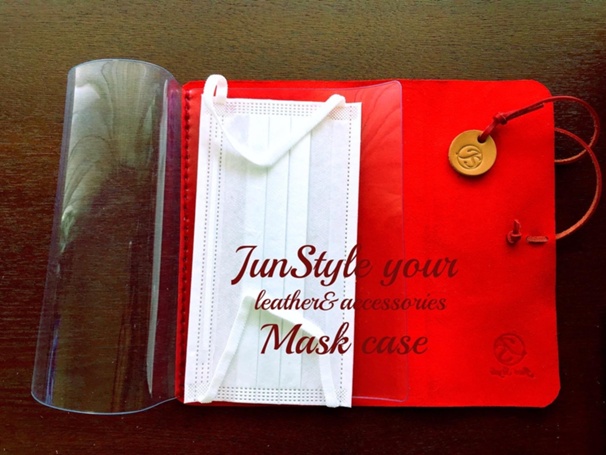 JunStyle your
leather& accessories
Mask case